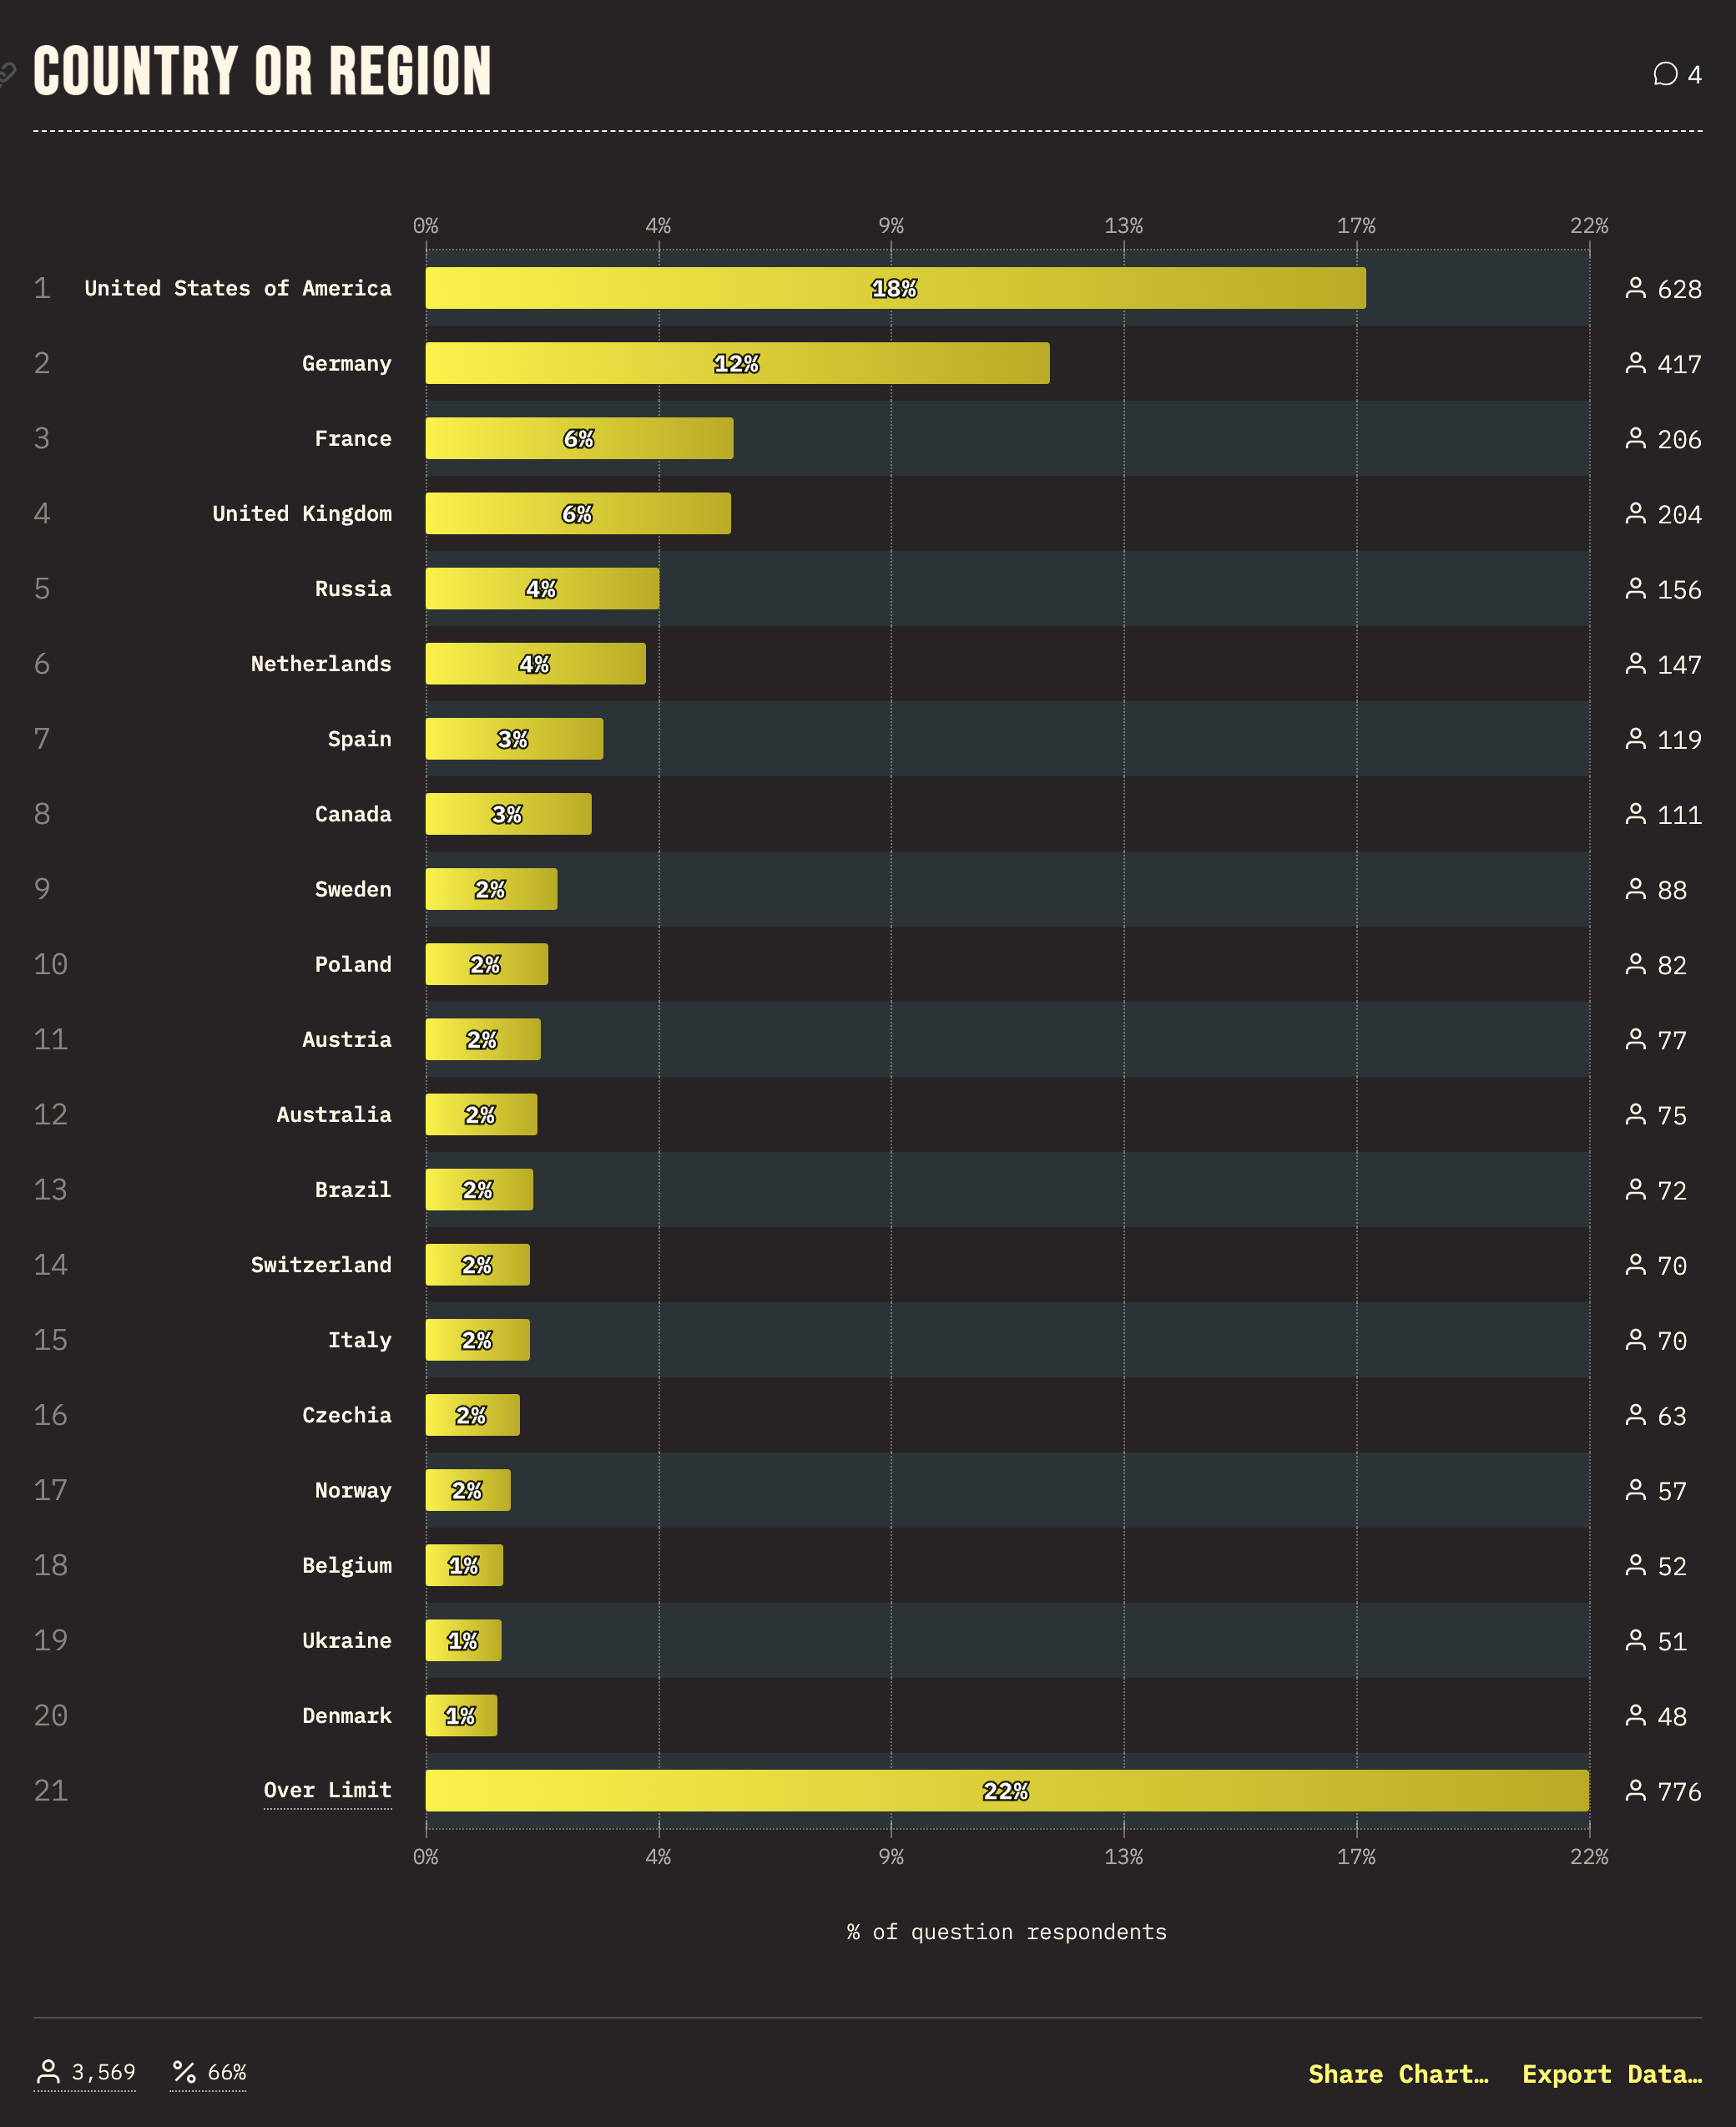 COUNTRY OR REGION
4
0% 4% 9% 13% 17% 22%
1 United States of America 18% 628
2 Germany 12% 417
3 France 6% 206
4 United Kingdom 6% 204
5 Russia 4% 156
6 Netherlands 4% 147
7 Spain 3% 119
8 Canada 3% 111
9 Sweden 2% 88
10 Poland 2% 82
11 Austria 2% 77
12 Australia 2% 75
13 Brazil 2% 72
14 Switzerland 2% 70
15 Italy 2% 70
16 Czechia 2% 63
17 Norway 2% 57
18 Belgium 1% 52
19 Ukraine 1% 51
20 Denmark 1% 48
21 Over Limit 22% 776
0% 4% 9% 13% 17% 22%
% of question respondents
3,569 % 66% Share Chart… Export Data…